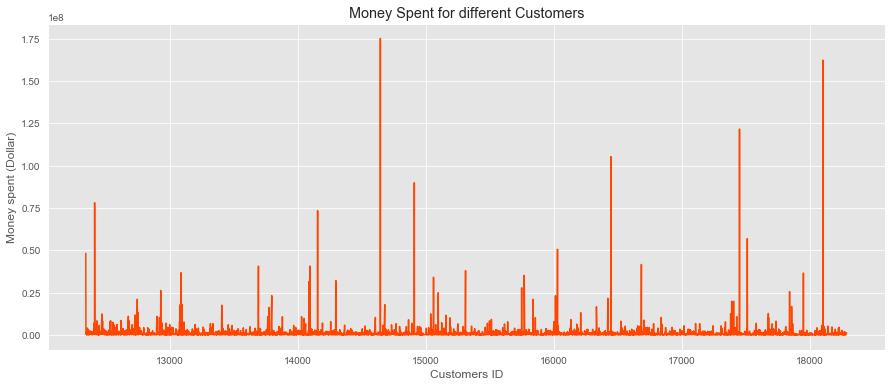 Money Spent for different Customers
1e8
1.75
1.50
1.25
1.00
0.75
0.50
0.25
0.00
Money spent (Dollar)
13000 14000 15000 16000 17000 18000
Customers ID